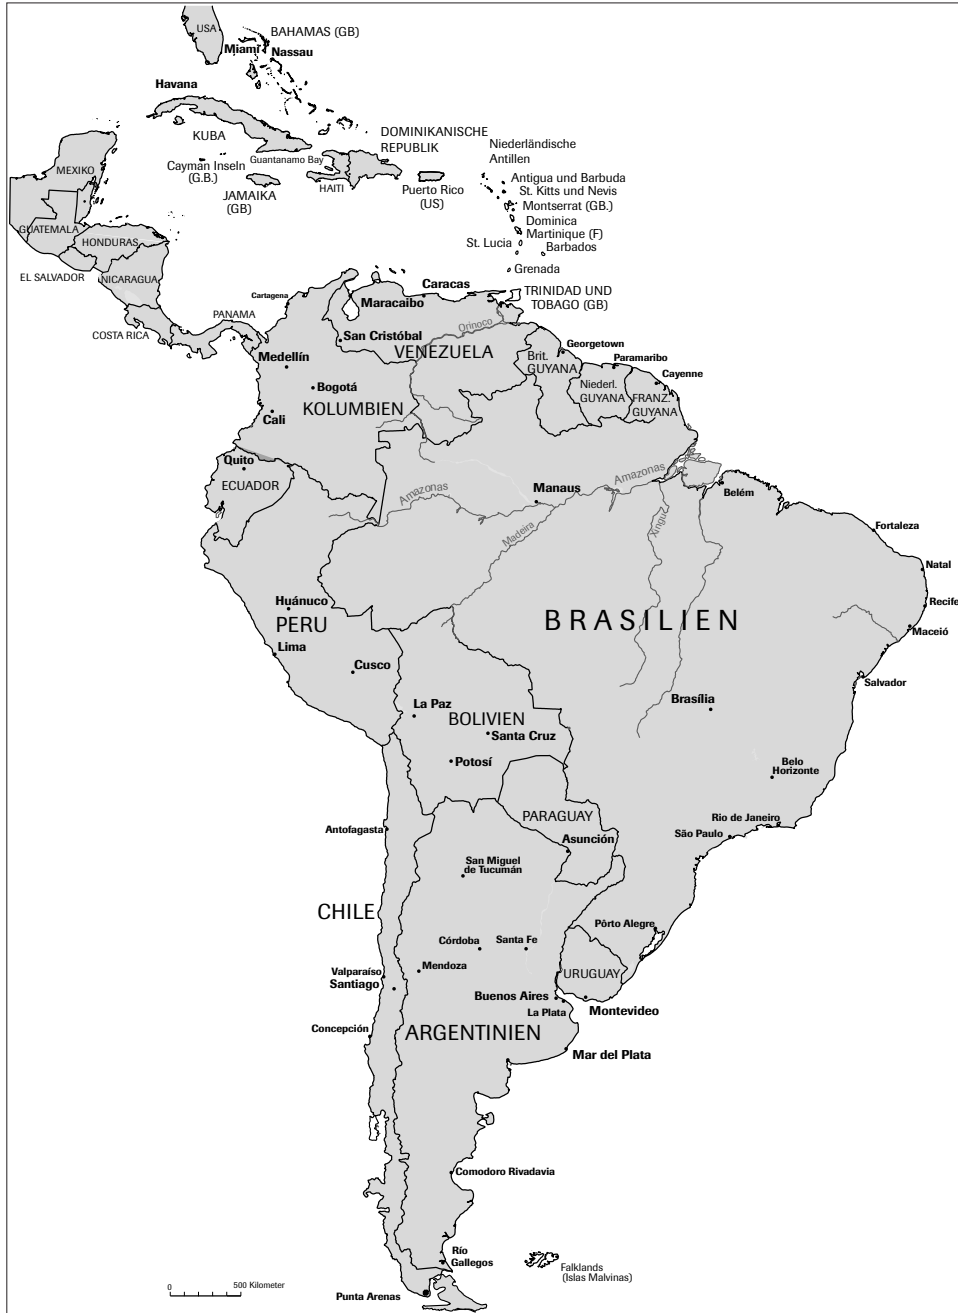 USA
BAHAMAS (GB)
Miami
Nassau
Havana
KUBA
DOMINIKANISCHE
REPUBLIK
Niederländische
Antillen
MEXIKO
Cayman Inseln
(G.B.)
Guantanamo Bay
JAMAIKA
(GB)
HAITI
Puerto Rico
(US)
Antigua und Barbuda
St. Kitts und Nevis
Montserrat (GB.)
Dominica
Martinique (F)
St. Lucia
Barbados
Grenada
GUATEMALA
HONDURAS
EL SALVADOR
NICARAGUA
COSTA RICA
PANAMA
Cartagena
Maracaibo
Caracas
TRINIDAD UND
TOBAGO (GB)
San Cristóbal
Orinoco
VENEZUELA
Georgetown
Brit.
GUYANA
Paramaribo
Niederl.
GUYANA
Cayenne
FRANZ.
GUYANA
Medellín
Bogotá
KOLUMBIEN
Cali
Quito
ECUADOR
Amazonas
Manaus
Amazonas
Madeira
Xingu
Belém
Fortaleza
Natal
Recife
Maceió
Salvador
Huánuco
PERU
Lima
Cusco
BRASILIEN
Brasília
La Paz
BOLIVIEN
Santa Cruz
Potosí
Belo
Horizonte
PARAGUAY
Asunción
Rio de Janeiro
São Paulo
Antofagasta
San Miguel
de Tucumán
CHILE
Pôrto Alegre
Córdoba
Santa Fe
Mendoza
URUGUAY
Valparaíso
Santiago
Buenos Aires
La Plata
Montevideo
Concepción
ARGENTINIEN
Mar del Plata
Comodoro Rivadavia
Río
Gallegos
Falklands
(Islas Malvinas)
0
500 Kilometer
Punta Arenas